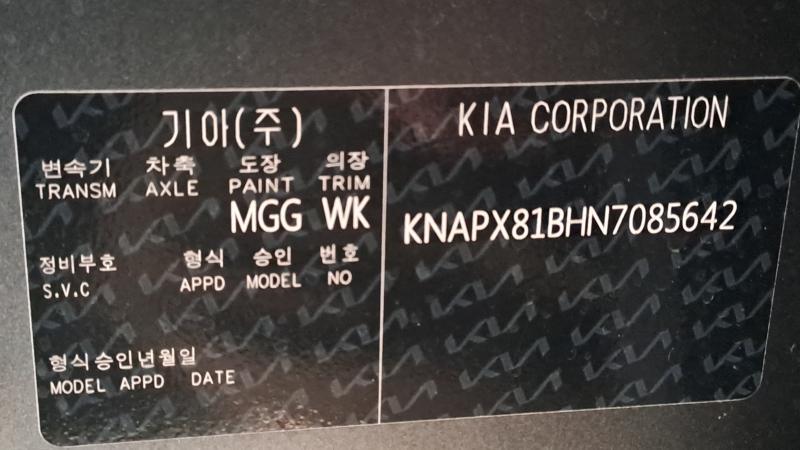 기아(주)
변속기 차축 도장 의장
TRANSM AXLE PAINT TRIM
MGG WK
정비부호 형식 승인 번호
S.V.C APPD MODEL NO
형식승인년월일
MODEL APPD DATE
KIA CORPORATION
KNAPX81BHN7085642